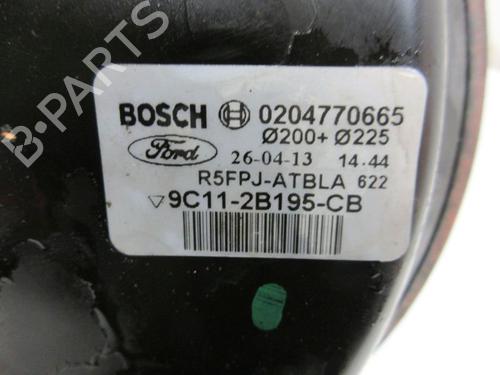 B-PARTS
BOSCH 0204770665
Ø200+ Ø225
Ford 26-04-13 14.44
R5FPJ-ATBLA 622
▽9C11-2B195-CB